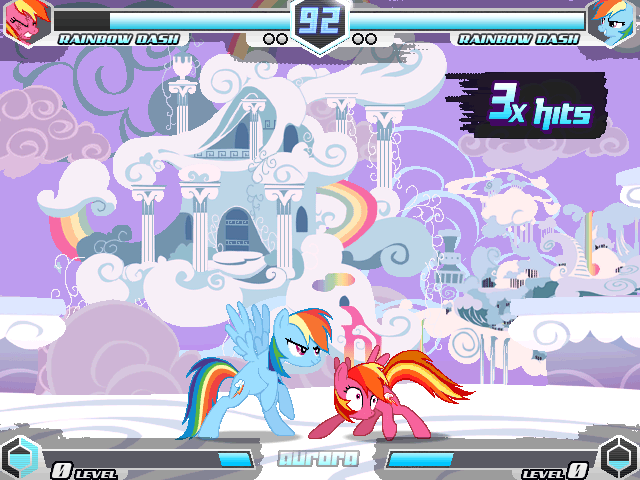 92
RAINBOW DASH
RAINBOW DASH
3x hits
0 LEVEL
aurora
LEVEL 0